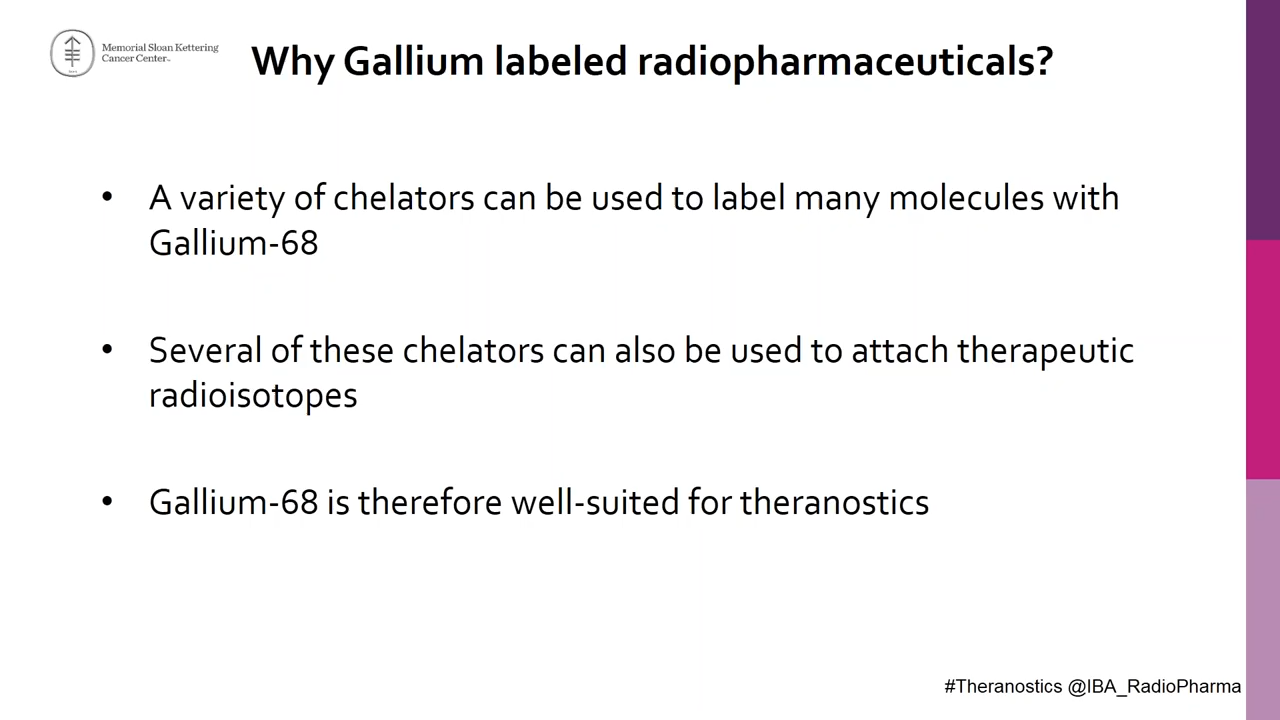 Memorial Sloan Kettering
Cancer Center™
Why Gallium labeled radiopharmaceuticals?
• A variety of chelators can be used to label many molecules with
Gallium-68
• Several of these chelators can also be used to attach therapeutic
radioisotopes
• Gallium-68 is therefore well-suited for theranostics
#Theranostics @IBA_RadioPharma